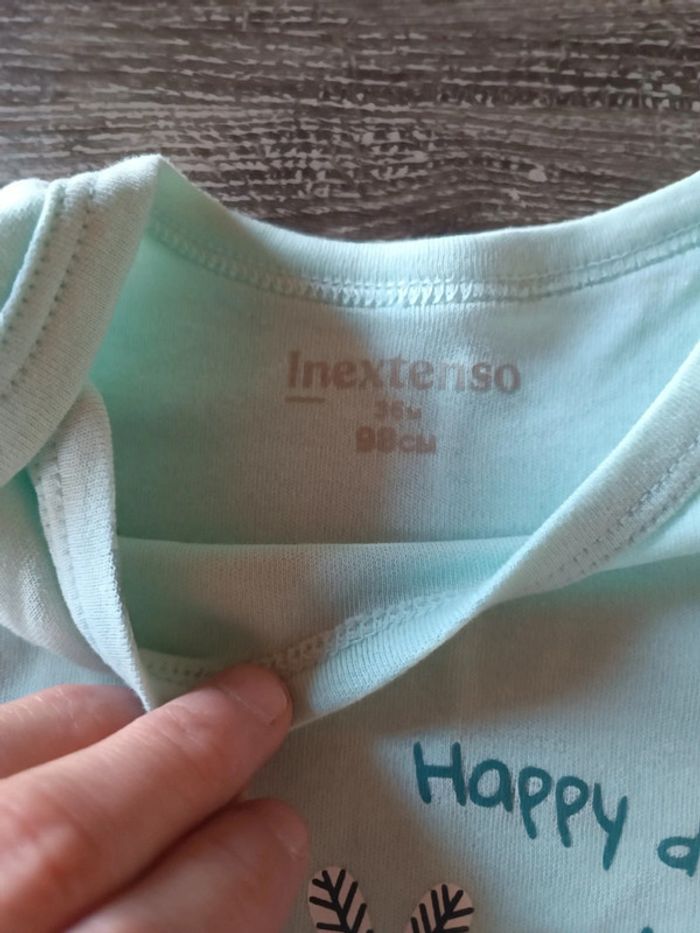 Inextenso
36M
98CM
Happy d